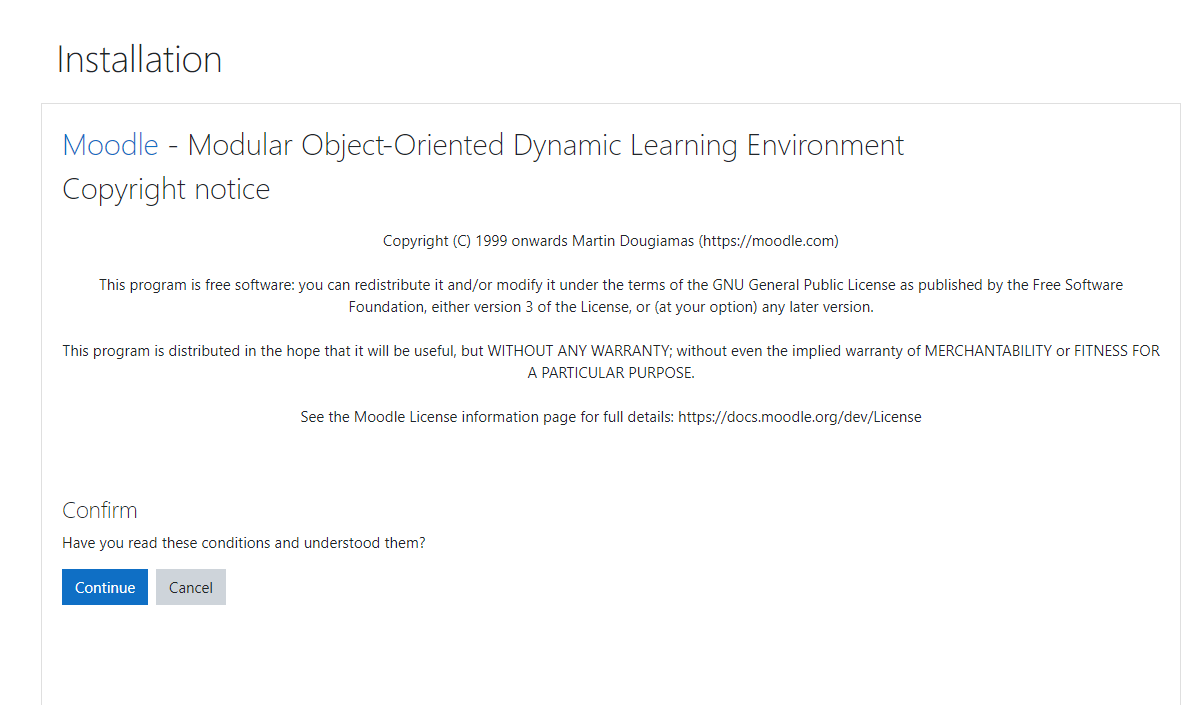 Installation
Moodle - Modular Object-Oriented Dynamic Learning Environment
Copyright notice
Copyright (C) 1999 onwards Martin Dougiamas (https://moodle.com)
This program is free software: you can redistribute it and/or modify it under the terms of the GNU General Public License as published by the Free Software
Foundation, either version 3 of the License, or (at your option) any later version.
This program is distributed in the hope that it will be useful, but WITHOUT ANY WARRANTY; without even the implied warranty of MERCHANTABILITY or FITNESS FOR
A PARTICULAR PURPOSE.
See the Moodle License information page for full details: https://docs.moodle.org/dev/License
Confirm
Have you read these conditions and understood them?
Continue Cancel